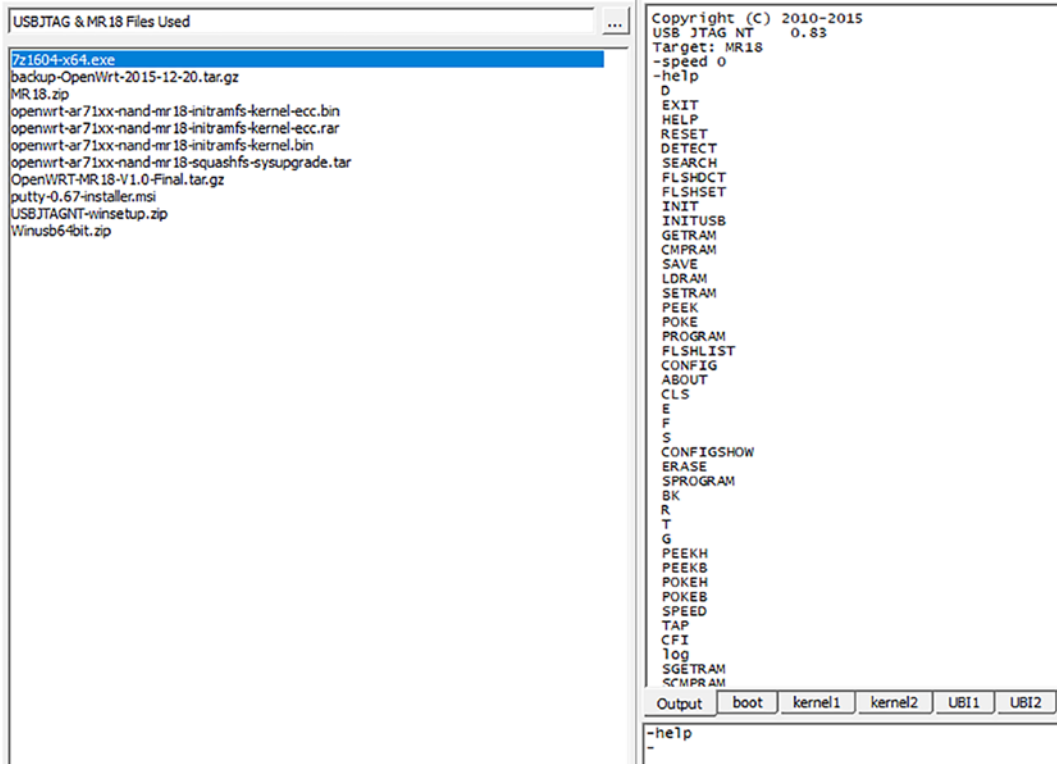 USBJTAG & MR18 Files Used
...
7z1604-x64.exe
backup-OpenWrt-2015-12-20.tar.gz
MR18.zip
openwrt-ar71xx-nand-mr18-initramfs-kernel-ecc.bin
openwrt-ar71xx-nand-mr18-initramfs-kernel-ecc.rar
openwrt-ar71xx-nand-mr18-initramfs-kernel.bin
openwrt-ar71xx-nand-mr18-squashfs-sysupgrade.tar
OpenWRT-MR18-V1.0-Final.tar.gz
putty-0.67-installer.msi
USBJTAGNT-winsetup.zip
Winusb64bit.zip
Copyright (C) 2010-2015
USB JTAG NT 0.83
Target: MR18
-speed 0
-help
D
EXIT
HELP
RESET
DETECT
SEARCH
FLSHDCT
FLSHSET
INIT
INITUSB
GETRAM
CMPRAM
SAVE
LDRAM
SETRAM
PEEK
POKE
PROGRAM
FLSHLIST
CONFIG
ABOUT
CLS
E
F
S
CONFIGSHOW
ERASE
SPROGRAM
BK
R
T
G
PEEKH
PEEKB
POKEH
POKEB
SPEED
TAP
CFI
log
SGETRAM
SCMPRAM
Output boot kernel1 kernel2 UBI1 UBI2
-help
-